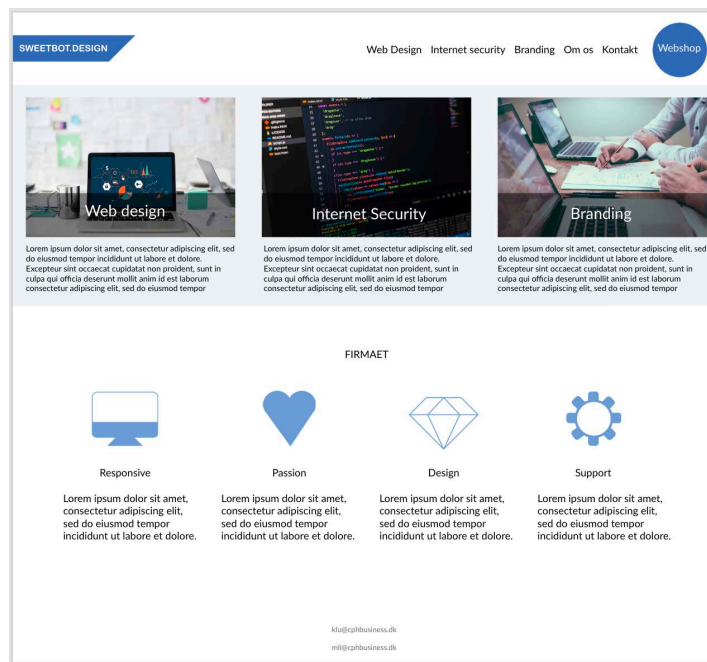 SWEETBOT.DESIGN
Web Design Internet security Branding Om os Kontakt Webshop
Web design
Lorem ipsum dolor sit amet, consectetur adipiscing elit, sed
do eiusmod tempor incididunt ut labore et dolore.
Excepteur sint occaecat cupidatat non proident, sunt in
culpa qui officia deserunt mollit anim id est laborum
consectetur adipiscing elit, sed do eiusmod tempor
Internet Security
Lorem ipsum dolor sit amet, consectetur adipiscing elit, sed
do eiusmod tempor incididunt ut labore et dolore.
Excepteur sint occaecat cupidatat non proident, sunt in
culpa qui officia deserunt mollit anim id est laborum
consectetur adipiscing elit, sed do eiusmod tempor
Branding
Lorem ipsum dolor sit amet, consectetur adipiscing elit, sed
do eiusmod tempor incididunt ut labore et dolore.
Excepteur sint occaecat cupidatat non proident, sunt in
culpa qui officia deserunt mollit anim id est laborum
consectetur adipiscing elit, sed do eiusmod tempor
FIRMAET
Responsive
Lorem ipsum dolor sit amet,
consectetur adipiscing elit,
sed do eiusmod tempor
incididunt ut labore et dolore.
Passion
Lorem ipsum dolor sit amet,
consectetur adipiscing elit,
sed do eiusmod tempor
incididunt ut labore et dolore.
Design
Lorem ipsum dolor sit amet,
consectetur adipiscing elit,
sed do eiusmod tempor
incididunt ut labore et dolore.
Support
Lorem ipsum dolor sit amet,
consectetur adipiscing elit,
sed do eiusmod tempor
incididunt ut labore et dolore.
klu@cphbusiness.dk
mli@cphbusiness.dk